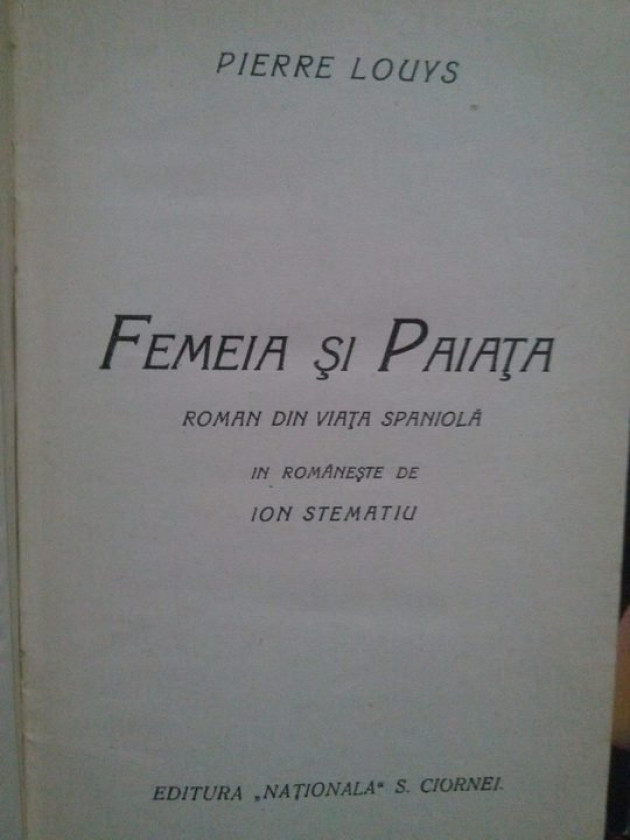 PIERRE LOUYS
FEMEIA ŞI PAIAŢA
ROMAN DIN VIAŢA SPANIOLĂ
IN ROMÂNEŞTE DE
ION STEMATIU
EDITURA „NAŢIONALA“ S. CIORNEI.